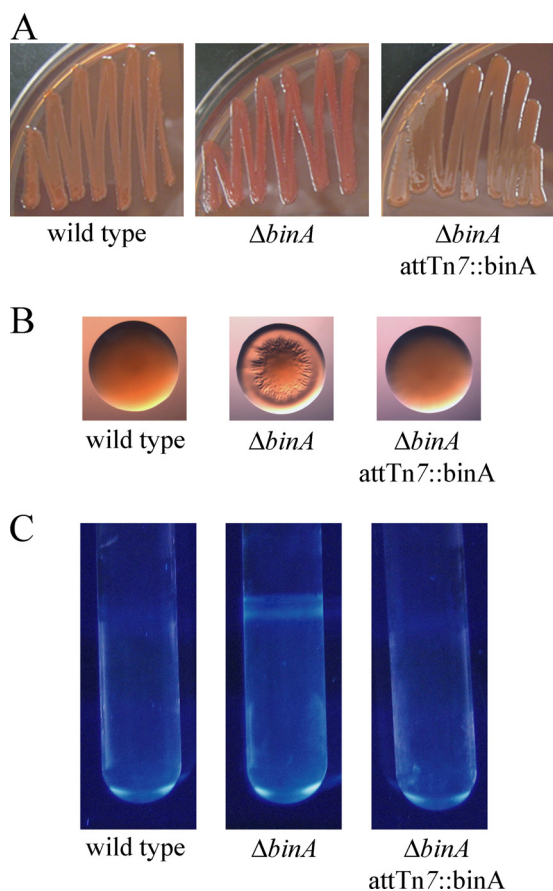 A
wild type
ΔbinA
ΔbinA
attTn7::binA
B
wild type
ΔbinA
ΔbinA
attTn7::binA
C
wild type
ΔbinA
ΔbinA
attTn7::binA